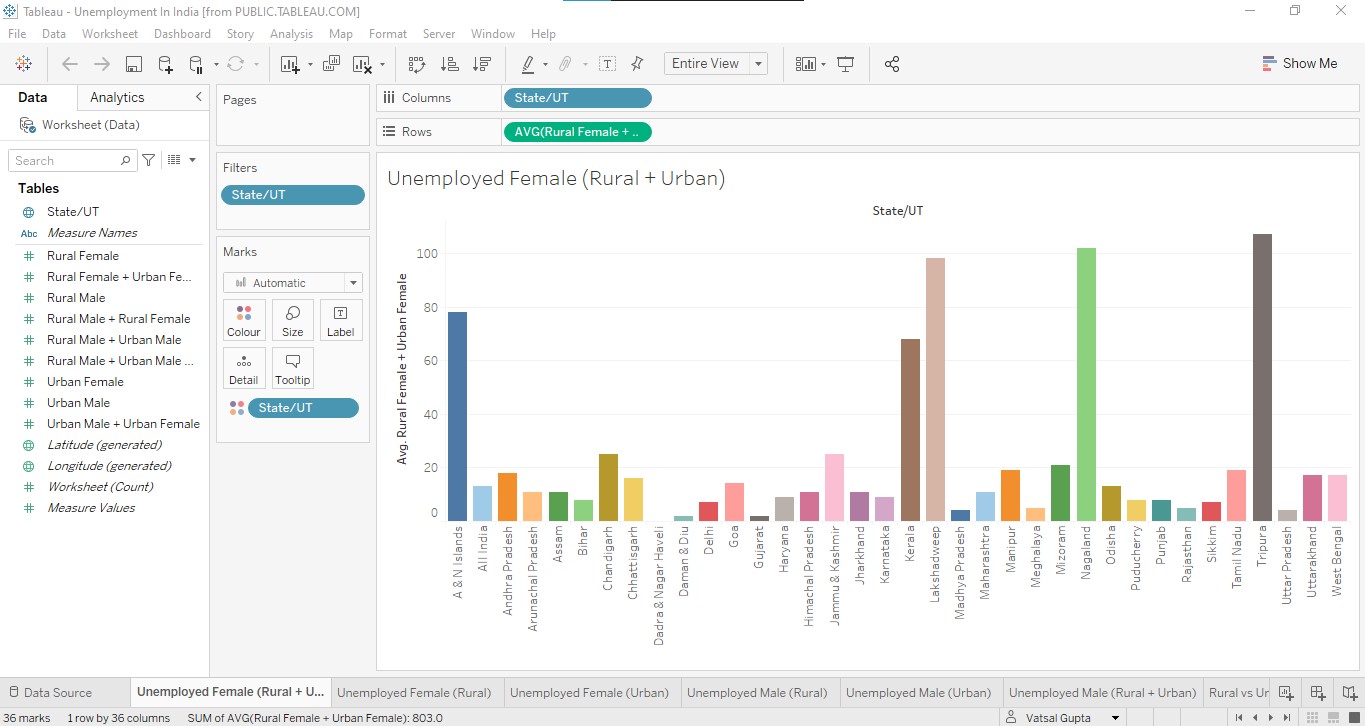 Tableau - Unemployment In India [from PUBLIC.TABLEAU.COM]
File Data Worksheet Dashboard Story Analysis Map Format Server Window Help
Entire View
Show Me
Data Analytics
Worksheet (Data)
Search
Tables
State/UT
Abc Measure Names
Rural Female
Rural Female + Urban Fe...
Rural Male
Rural Male + Rural Female
Rural Male + Urban Male
Rural Male + Urban Male ...
Urban Female
Urban Male
Urban Male + Urban Female
Latitude (generated)
Longitude (generated)
Worksheet (Count)
Measure Values
Pages
Filters
State/UT
Marks
Automatic
Colour Size Label
Detail Tooltip
State/UT
Columns State/UT
Rows AVG(Rural Female + ..
Unemployed Female (Rural + Urban)
State/UT
Avg. Rural Female + Urban Female
100
80
60
40
20
0
A & N Islands
All India
Andhra Pradesh
Arunachal Pradesh
Assam
Bihar
Chandigarh
Chhattisgarh
Dadra & Nagar Haveli
Daman & Diu
Delhi
Goa
Gujarat
Haryana
Himachal Pradesh
Jammu & Kashmir
Jharkhand
Karnataka
Kerala
Lakshadweep
Madhya Pradesh
Maharashtra
Manipur
Meghalaya
Mizoram
Nagaland
Odisha
Puducherry
Punjab
Rajasthan
Sikkim
Tamil Nadu
Tripura
Uttar Pradesh
Uttarakhand
West Bengal
Data Source Unemployed Female (Rural + U... Unemployed Female (Rural) Unemployed Female (Urban) Unemployed Male (Rural) Unemployed Male (Urban) Unemployed Male (Rural + Urban) Rural vs Ur
36 marks 1 row by 36 columns SUM of AVG(Rural Female + Urban Female): 803.0 Vatsal Gupta